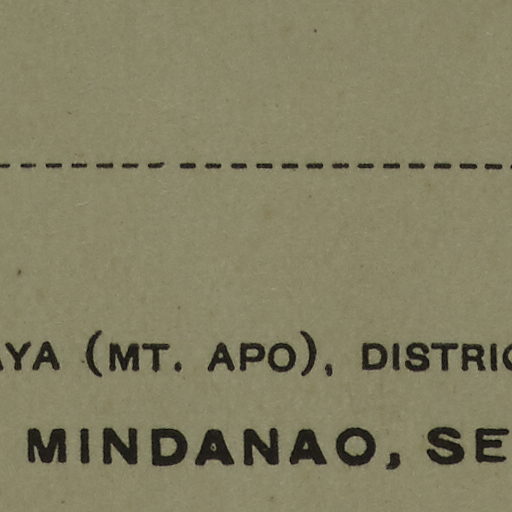 AYA (MT. APO), DISTRIC
MINDANAO, SE